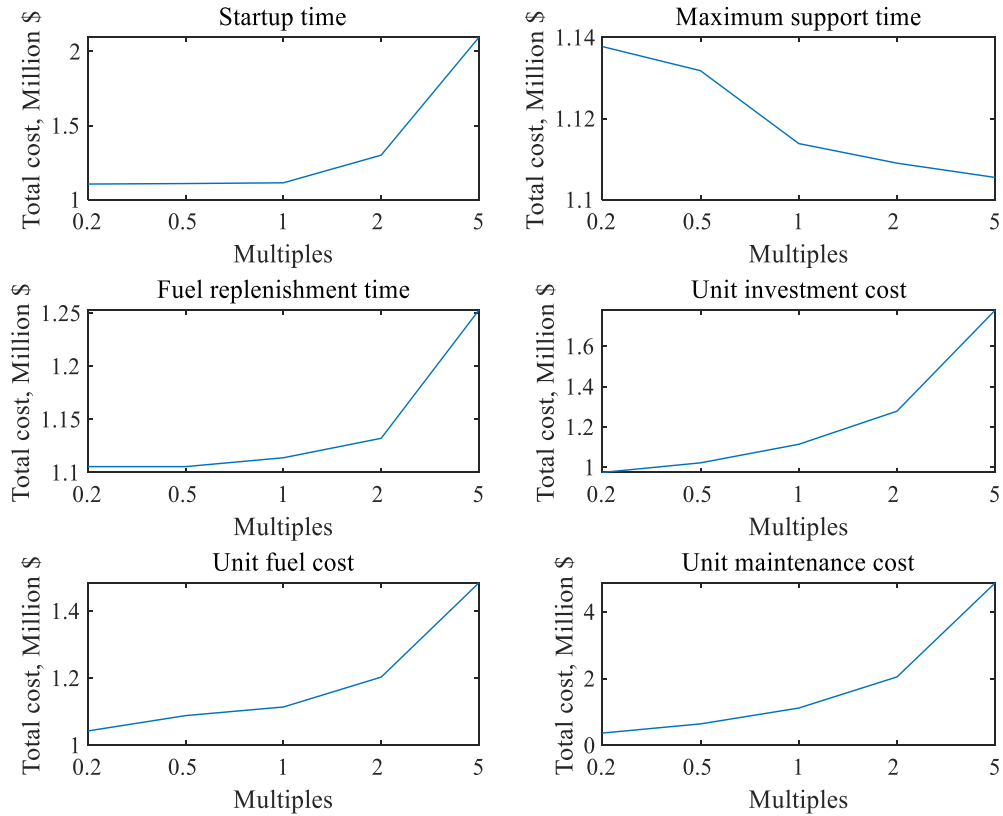 Startup time
Total cost, Million $
2
1.5
1
0.2 0.5 1 2 5
Multiples
Maximum support time
Total cost, Million $
1.14
1.12
1.1
0.2 0.5 1 2 5
Multiples
Fuel replenishment time
Total cost, Million $
1.25
1.2
1.15
1.1
0.2 0.5 1 2 5
Multiples
Unit investment cost
Total cost, Million $
1.6
1.4
1.2
1
0.2 0.5 1 2 5
Multiples
Unit fuel cost
Total cost, Million $
1.4
1.2
1
0.2 0.5 1 2 5
Multiples
Unit maintenance cost
Total cost, Million $
4
2
0
0.2 0.5 1 2 5
Multiples